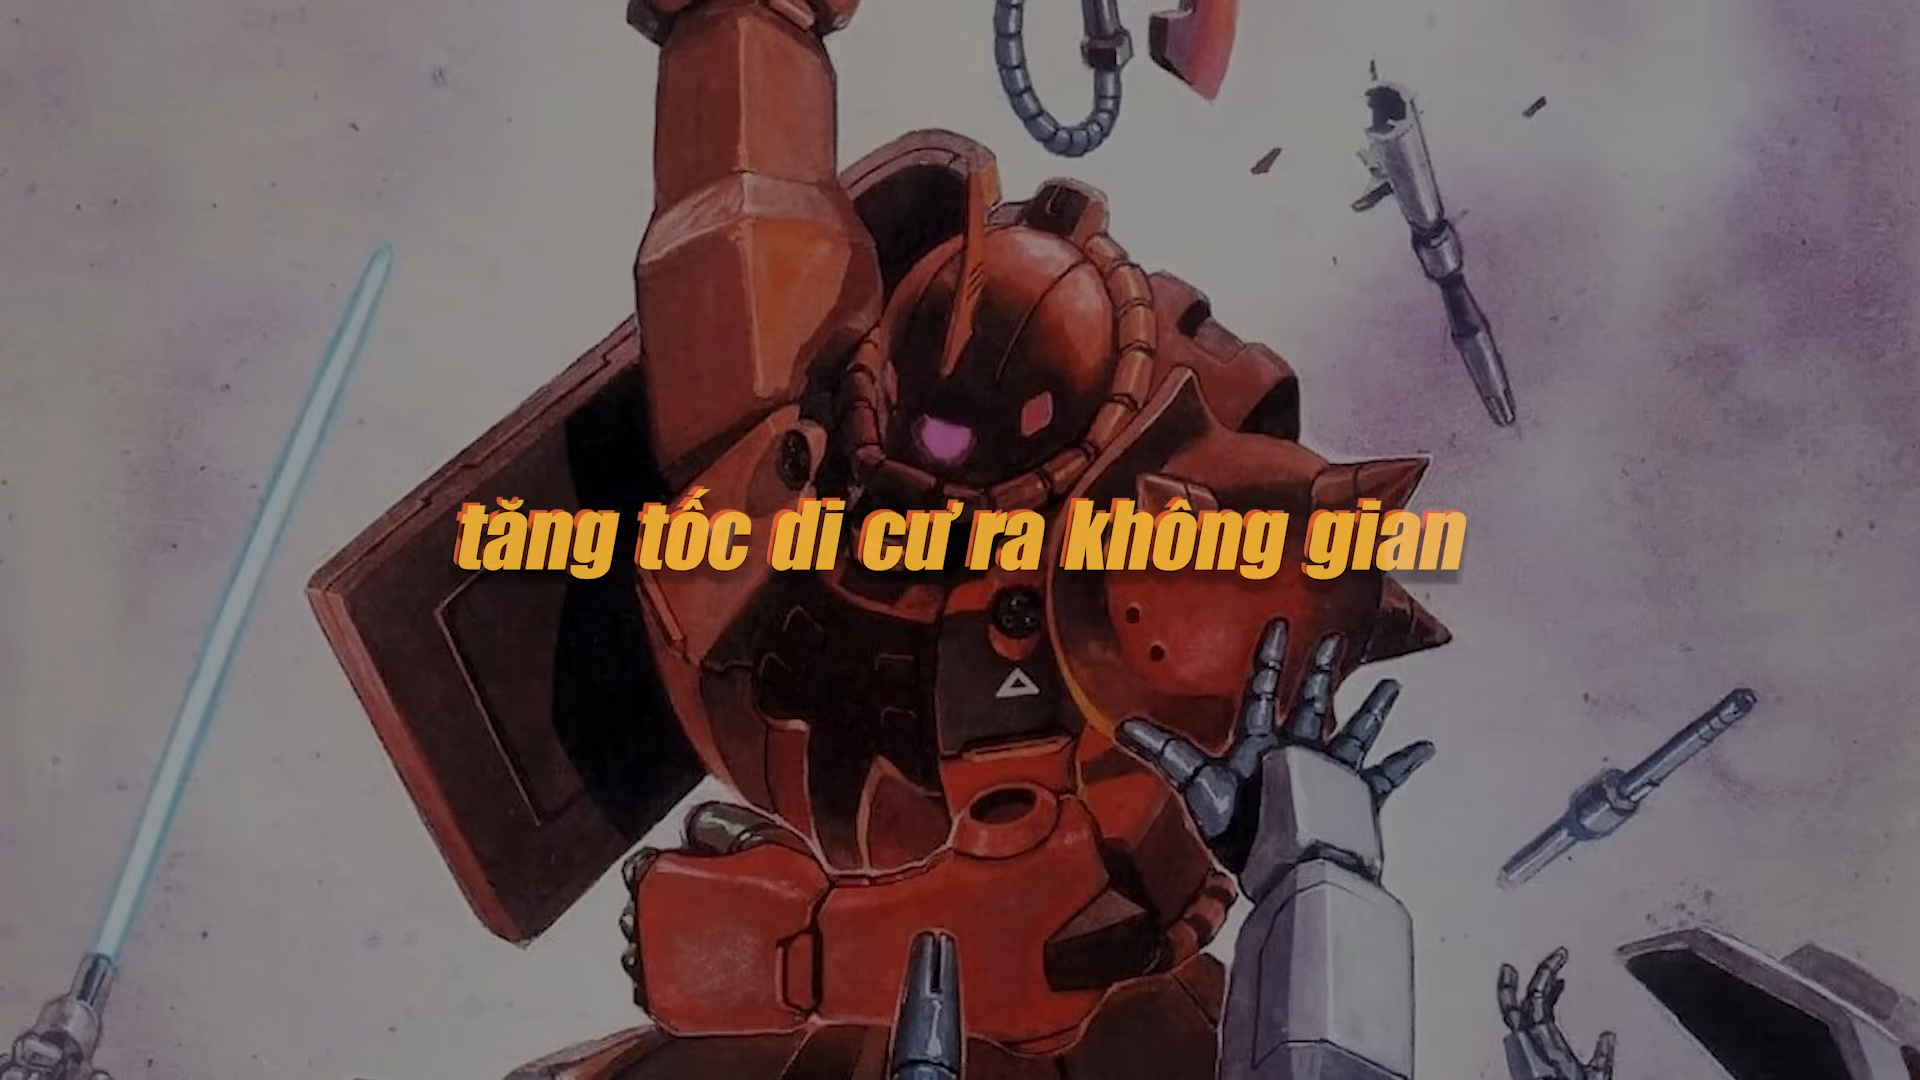 tăng tốc di cư ra không gian